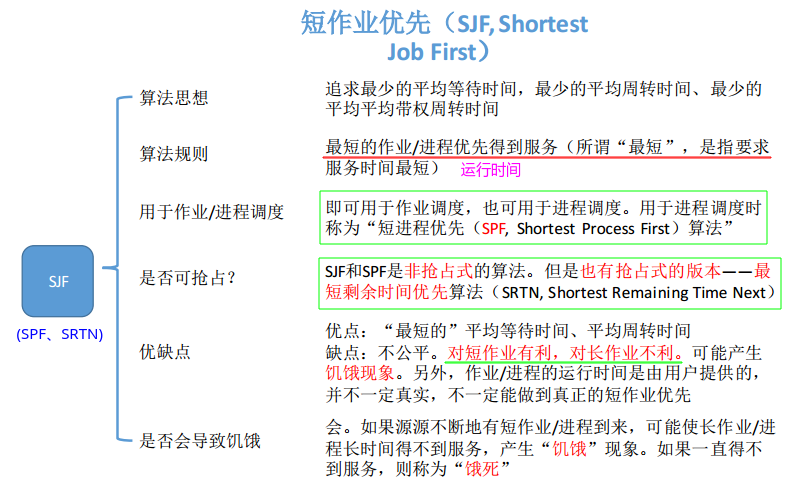 短作业优先（SJF, Shortest
Job First）
算法思想
追求最少的平均等待时间，最少的平均周转时间、最少的
平均平均带权周转时间
算法规则
最短的作业/进程优先得到服务（所谓“最短”，是指要求
服务时间最短） 运行时间
用于作业/进程调度
即可用于作业调度，也可用于进程调度。用于进程调度时
称为“短进程优先（SPF, Shortest Process First）算法”
SJF
(SPF、SRTN)
是否可抢占？
SJF和SPF是非抢占式的算法。但是也有抢占式的版本——最
短剩余时间优先算法（SRTN, Shortest Remaining Time Next）
优缺点
优点：“最短的”平均等待时间、平均周转时间
缺点：不公平。对短作业有利，对长作业不利。可能产生
饥饿现象。另外，作业/进程的运行时间是由用户提供的，
并不一定真实，不一定能做到真正的短作业优先
是否会导致饥饿
会。如果源源不断地有短作业/进程到来，可能使长作业/进
程长时间得不到服务，产生“饥饿”现象。如果一直得不
到服务，则称为“饿死”